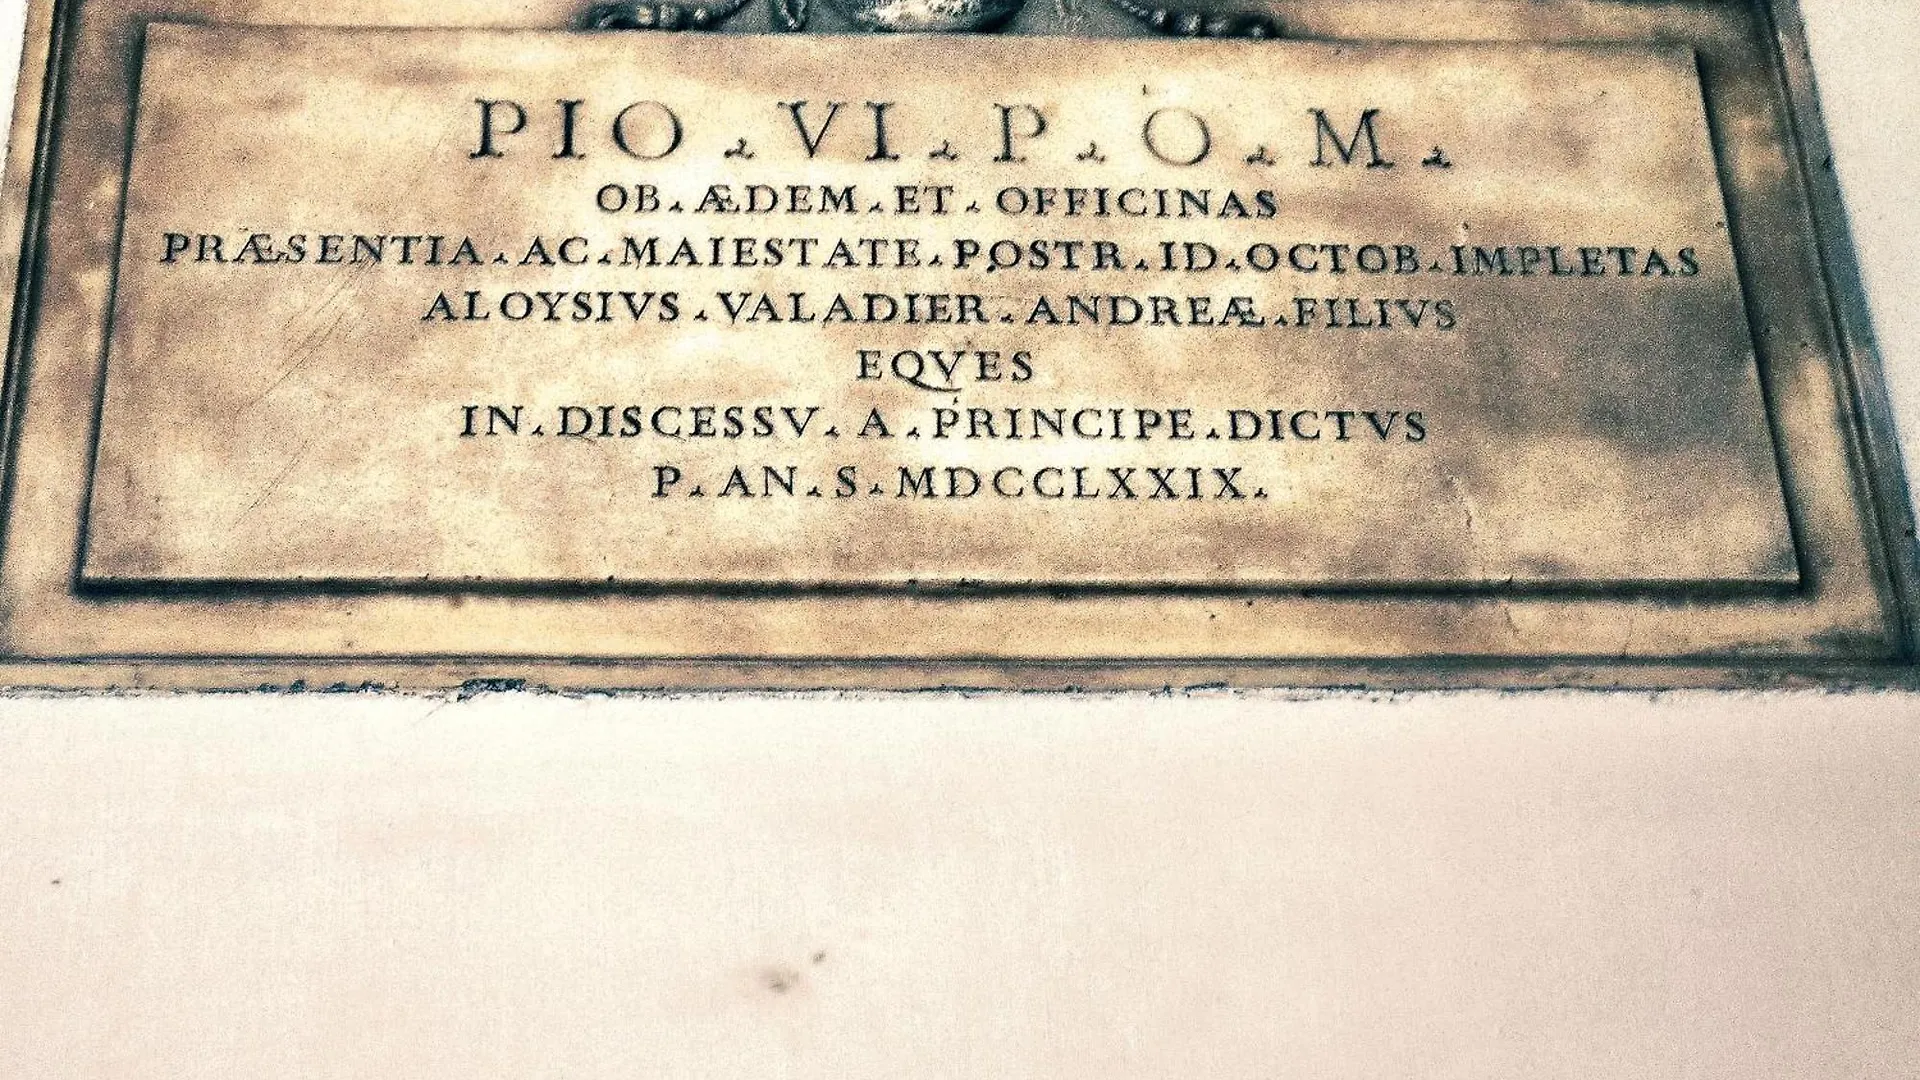 PIO . VI . P . O . M .
OB . ÆDEM . ET . OFFICINAS
PRÆSENTIA . AC . MAIESTATE . POSTR . ID . OCTOB . IMPLETAS
ALOYSIVS . VALADIER . ANDREÆ . FILIVS
EQVES
IN . DISCESSV . A . PRINCIPE . DICTVS
P . AN . S . MDCCLXXIX .